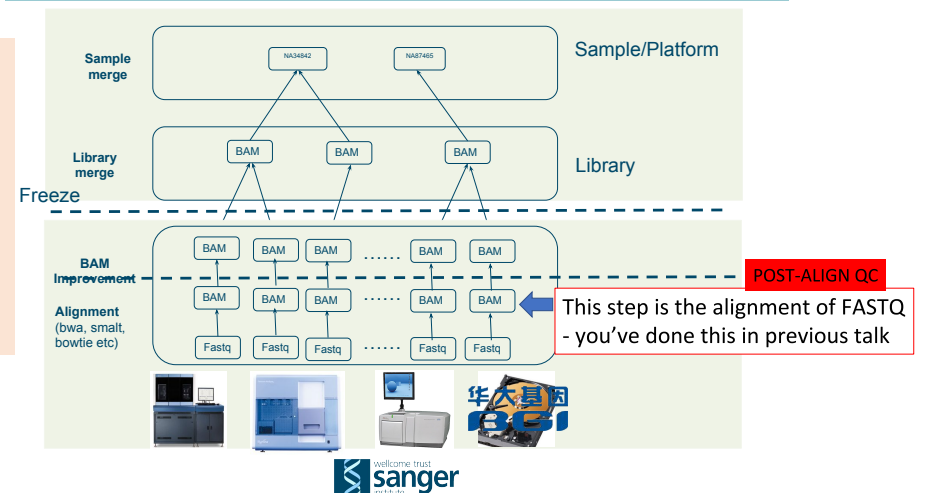 Sample/Platform
Sample
merge
NA34842
NA87465
Library
merge
BAM
BAM
BAM
Library
Freeze
BAM
Improvement
BAM
BAM
BAM
......
BAM
BAM
POST-ALIGN QC
Alignment
(bwa, smalt,
bowtie etc)
BAM
BAM
BAM
......
BAM
BAM
This step is the alignment of FASTQ
- you’ve done this in previous talk
Fastq
Fastq
Fastq
......
Fastq
Fastq
华大基因
BGI
wellcome trust
sanger
institute